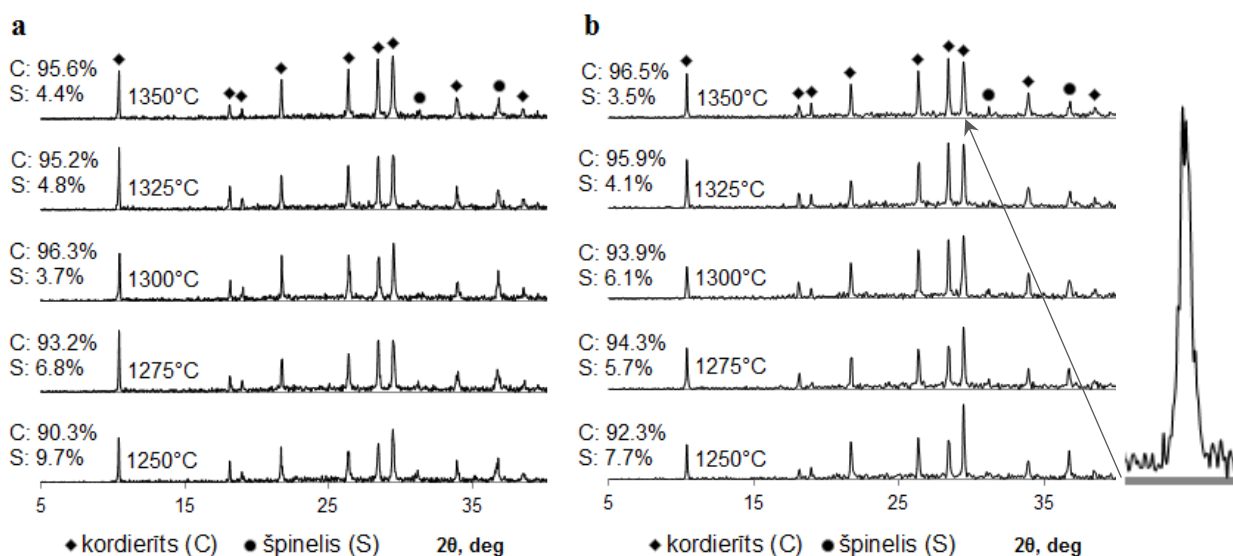 a
C: 95.6%
S: 4.4%
1350°C
C: 95.2%
S: 4.8%
1325°C
C: 96.3%
S: 3.7%
1300°C
C: 93.2%
S: 6.8%
1275°C
C: 90.3%
S: 9.7%
1250°C
5 15 25 35
◆ kordierīts (C) ● špinelis (S) 2θ, deg
b
C: 96.5%
S: 3.5%
1350°C
C: 95.9%
S: 4.1%
1325°C
C: 93.9%
S: 6.1%
1300°C
C: 94.3%
S: 5.7%
1275°C
C: 92.3%
S: 7.7%
1250°C
5 15 25 35
◆ kordierīts (C) ● špinelis (S) 2θ, deg